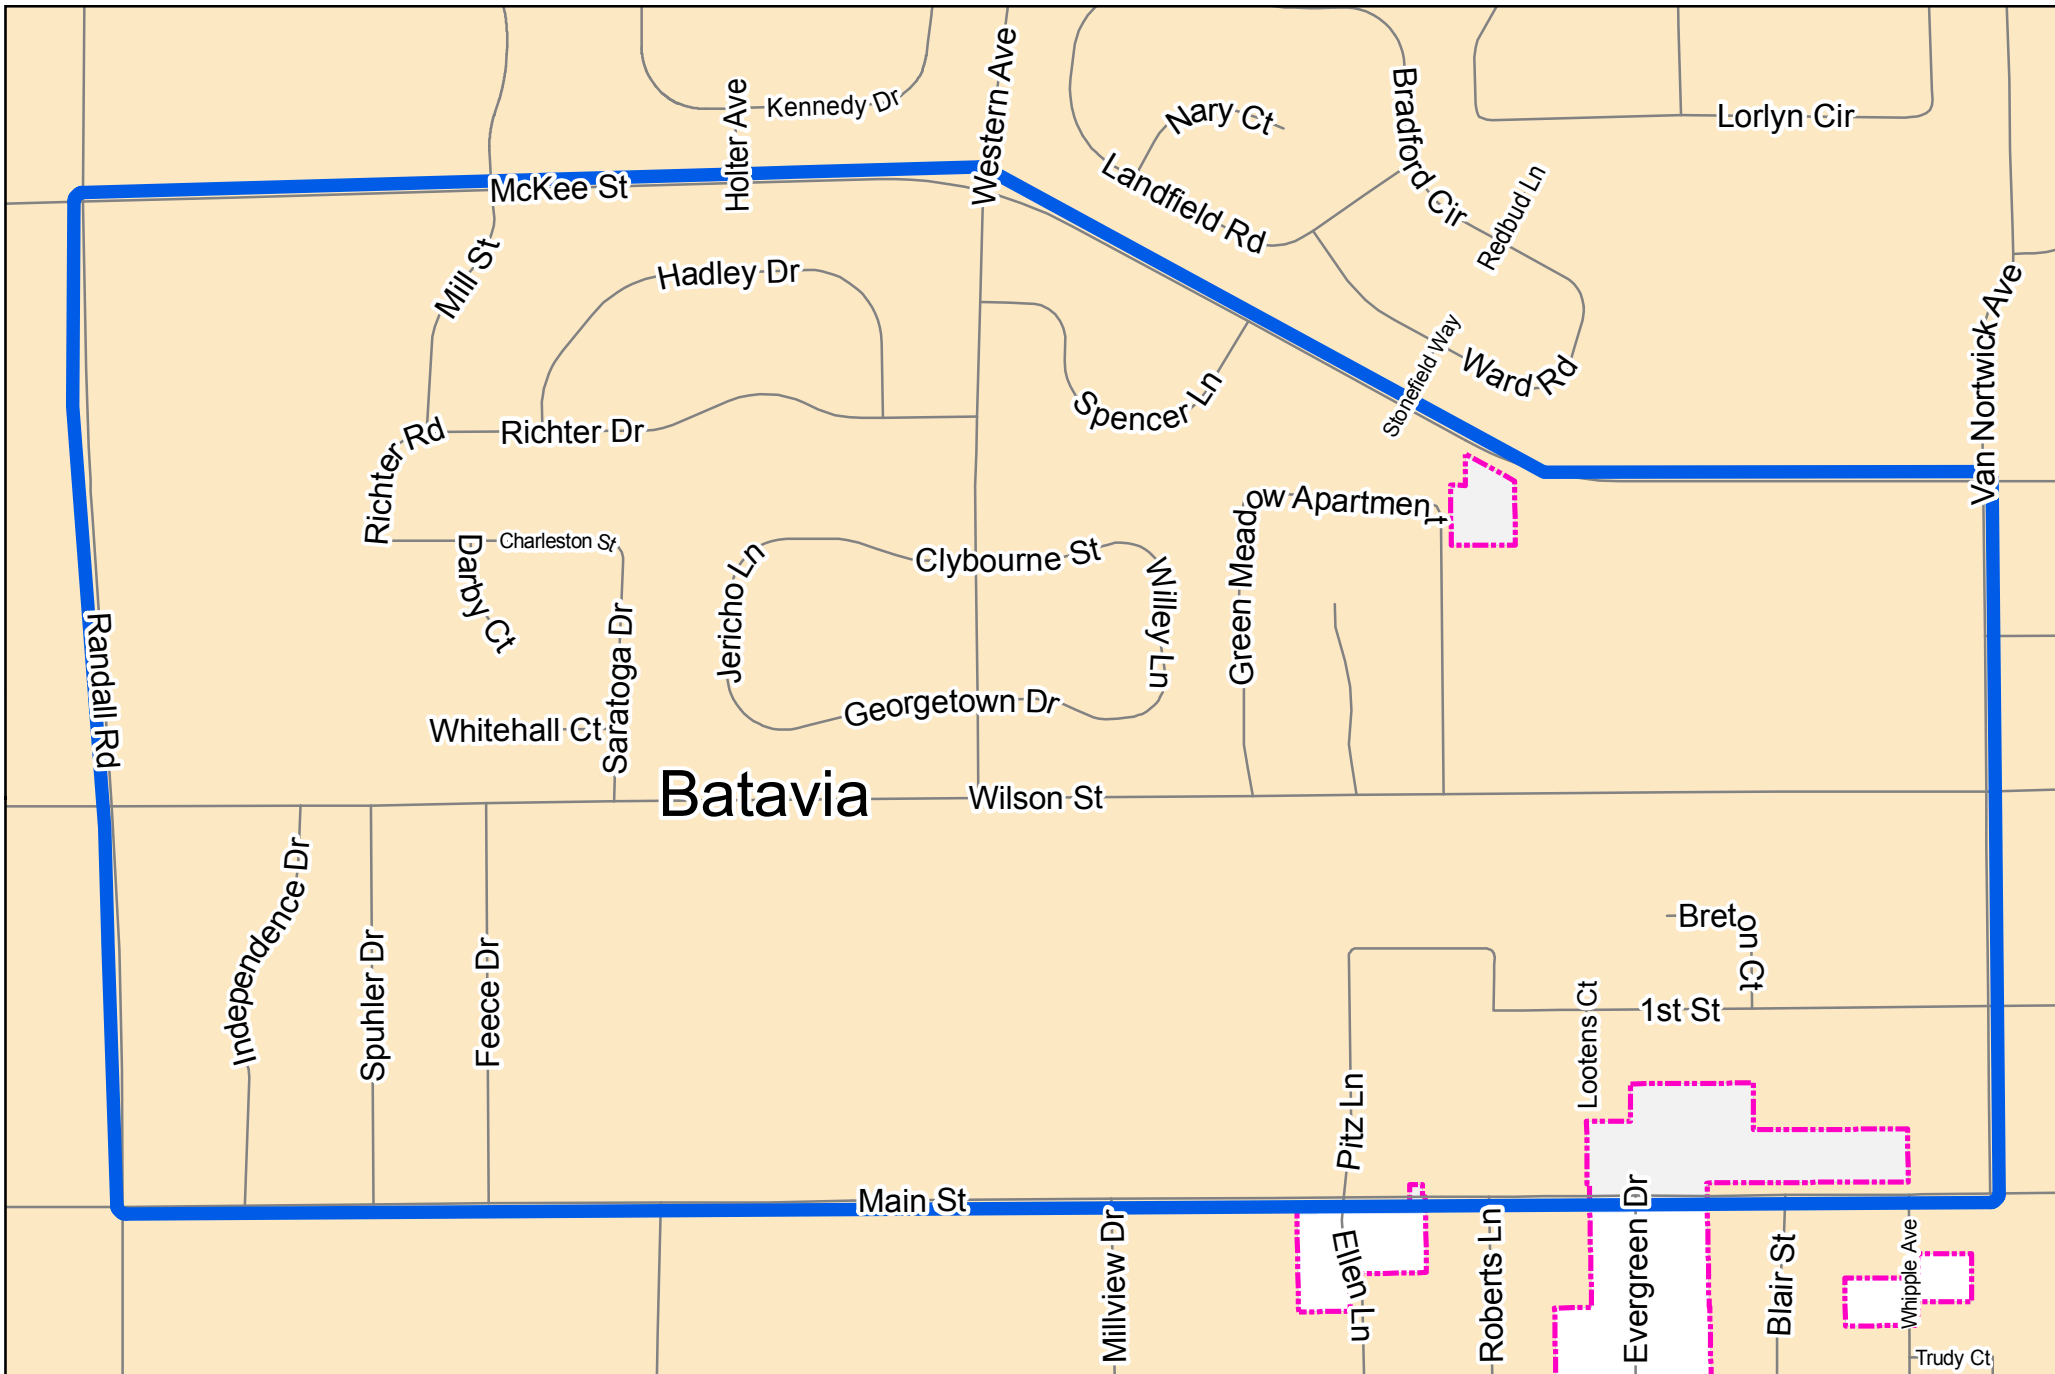 Western Ave
Holter Ave
Kennedy Dr
Nary Ct
Bradford Cir
Lorlyn Cir
McKee St
Landfield Rd
Redbud Ln
Mill St
Hadley Dr
Van Nortwick Ave
Stonefield Way
Ward Rd
Spencer Ln
Richter Rd
Richter Dr
Green Meadow Apartment
Darby Ct
Charleston St
Jericho Ln
Clybourne St
Willey Ln
Randall Rd
Saratoga Dr
Whitehall Ct
Georgetown Dr
Batavia
Wilson St
Independence Dr
Spuhler Dr
Feece Dr
Breton Ct
Lootens Ct
1st St
Pitz Ln
Main St
Millview Dr
Ellen Ln
Roberts Ln
Evergreen Dr
Blair St
Whipple Ave
Trudy Ct